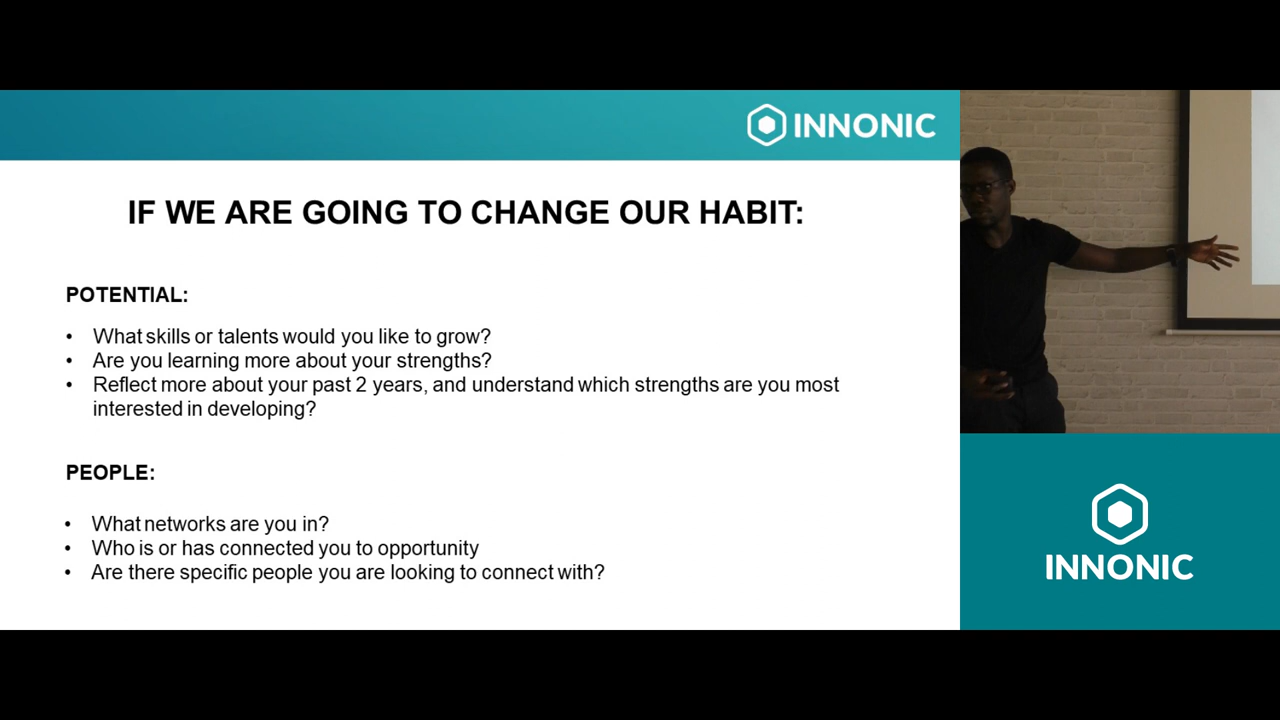 INNONIC
IF WE ARE GOING TO CHANGE OUR HABIT:
POTENTIAL:
• What skills or talents would you like to grow?
• Are you learning more about your strengths?
• Reflect more about your past 2 years, and understand which strengths are you most
interested in developing?
PEOPLE:
• What networks are you in?
• Who is or has connected you to opportunity
• Are there specific people you are looking to connect with?
INNONIC